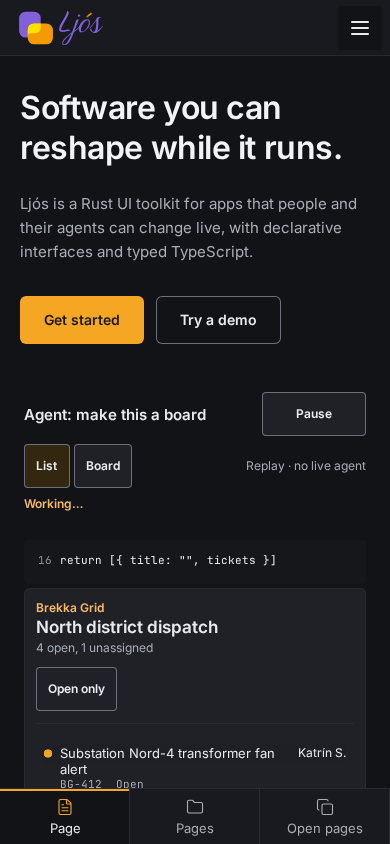 Ljós
Software you can
reshape while it runs.
Ljós is a Rust UI toolkit for apps that people and
their agents can change live, with declarative
interfaces and typed TypeScript.
Get started
Try a demo
Agent: make this a board
Pause
List
Board
Replay · no live agent
Working…
16 return [{ title: "", tickets }]
Brekka Grid
North district dispatch
4 open, 1 unassigned
Open only
Substation Nord-4 transformer fan
alert
Katrín S.
BG-412 Open
Page
Pages
Open pages